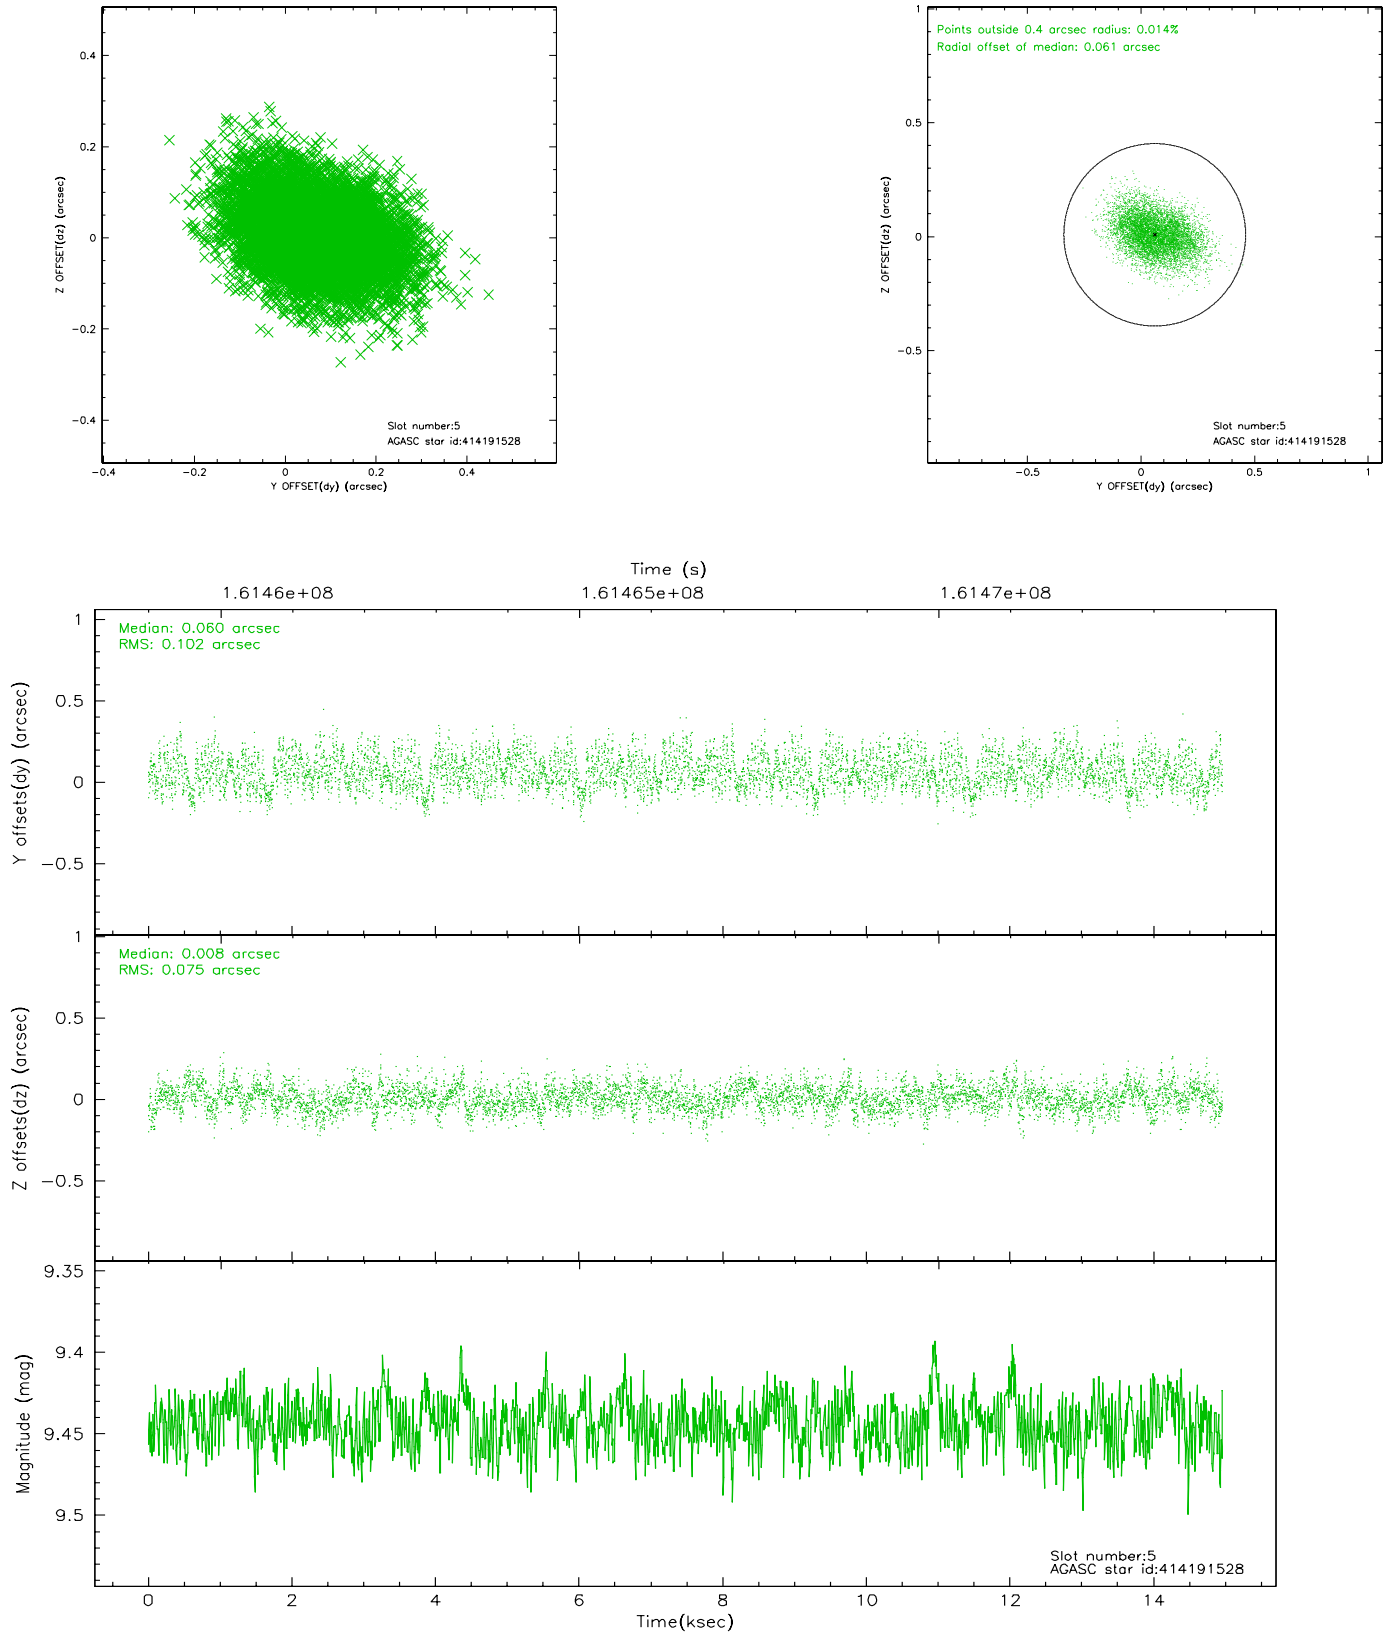 0.4
0.2
0
-0.2
-0.4
Z OFFSET(dz) (arcsec)
Slot number:5
AGASC star id:414191528
-0.4 -0.2 0 0.2 0.4
Y OFFSET(dy) (arcsec)
Points outside 0.4 arcsec radius: 0.014%
Radial offset of median: 0.061 arcsec
1
0.5
0
-0.5
Z OFFSET(dz) (arcsec)
Slot number:5
AGASC star id:414191528
-0.5 0 0.5 1
Y OFFSET(dy) (arcsec)
Time (s)
1.6146e+08 1.61465e+08 1.6147e+08
Median: 0.060 arcsec
RMS: 0.102 arcsec
1
0.5
0
-0.5
Y offsets(dy) (arcsec)
Median: 0.008 arcsec
RMS: 0.075 arcsec
1
0.5
0
-0.5
Z offsets(dz) (arcsec)
9.35
9.4
9.45
9.5
Magnitude (mag)
Slot number:5
AGASC star id:414191528
0 2 4 6 8 10 12 14
Time(ksec)